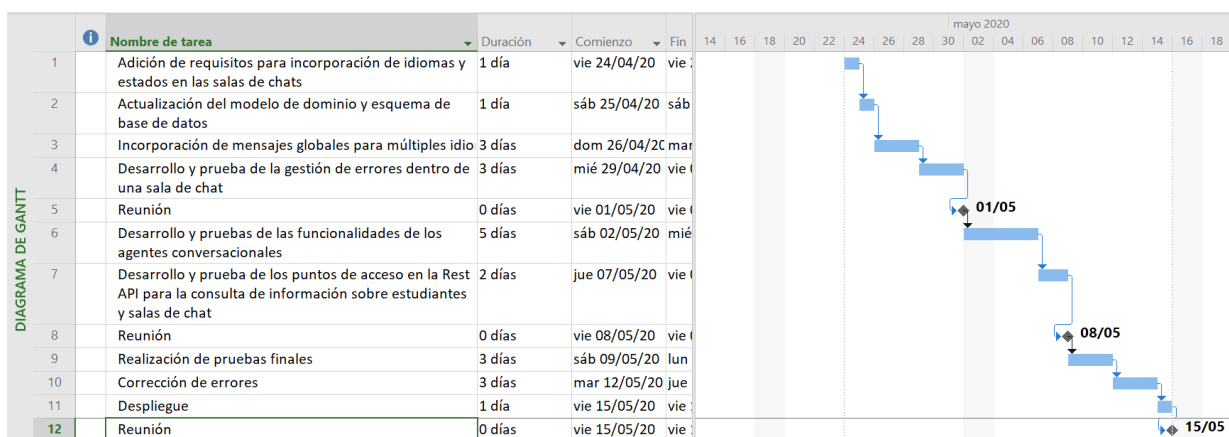 mayo 2020
Nombre de tarea Duración Comienzo Fin 14 16 18 20 22 24 26 28 30 02 04 06 08 10 12 14 16 18
DIAGRAMA DE GANTT
1 Adición de requisitos para incorporación de idiomas y 1 día vie 24/04/20 vie
estados en las salas de chats
2 Actualización del modelo de dominio y esquema de 1 día sáb 25/04/20 sáb
base de datos
3 Incorporación de mensajes globales para múltiples idio 3 días dom 26/04/20 mar
4 Desarrollo y prueba de la gestión de errores dentro de 3 días mié 29/04/20 vie
una sala de chat
5 Reunión 0 días vie 01/05/20 vie 01/05
6 Desarrollo y pruebas de las funcionalidades de los 5 días sáb 02/05/20 mié
agentes conversacionales
7 Desarrollo y prueba de los puntos de acceso en la Rest 2 días jue 07/05/20 vie
API para la consulta de información sobre estudiantes
y salas de chat
8 Reunión 0 días vie 08/05/20 vie 08/05
9 Realización de pruebas finales 3 días sáb 09/05/20 lun
10 Corrección de errores 3 días mar 12/05/20 jue
11 Despliegue 1 día vie 15/05/20 vie
12 Reunión 0 días vie 15/05/20 vie 15/05